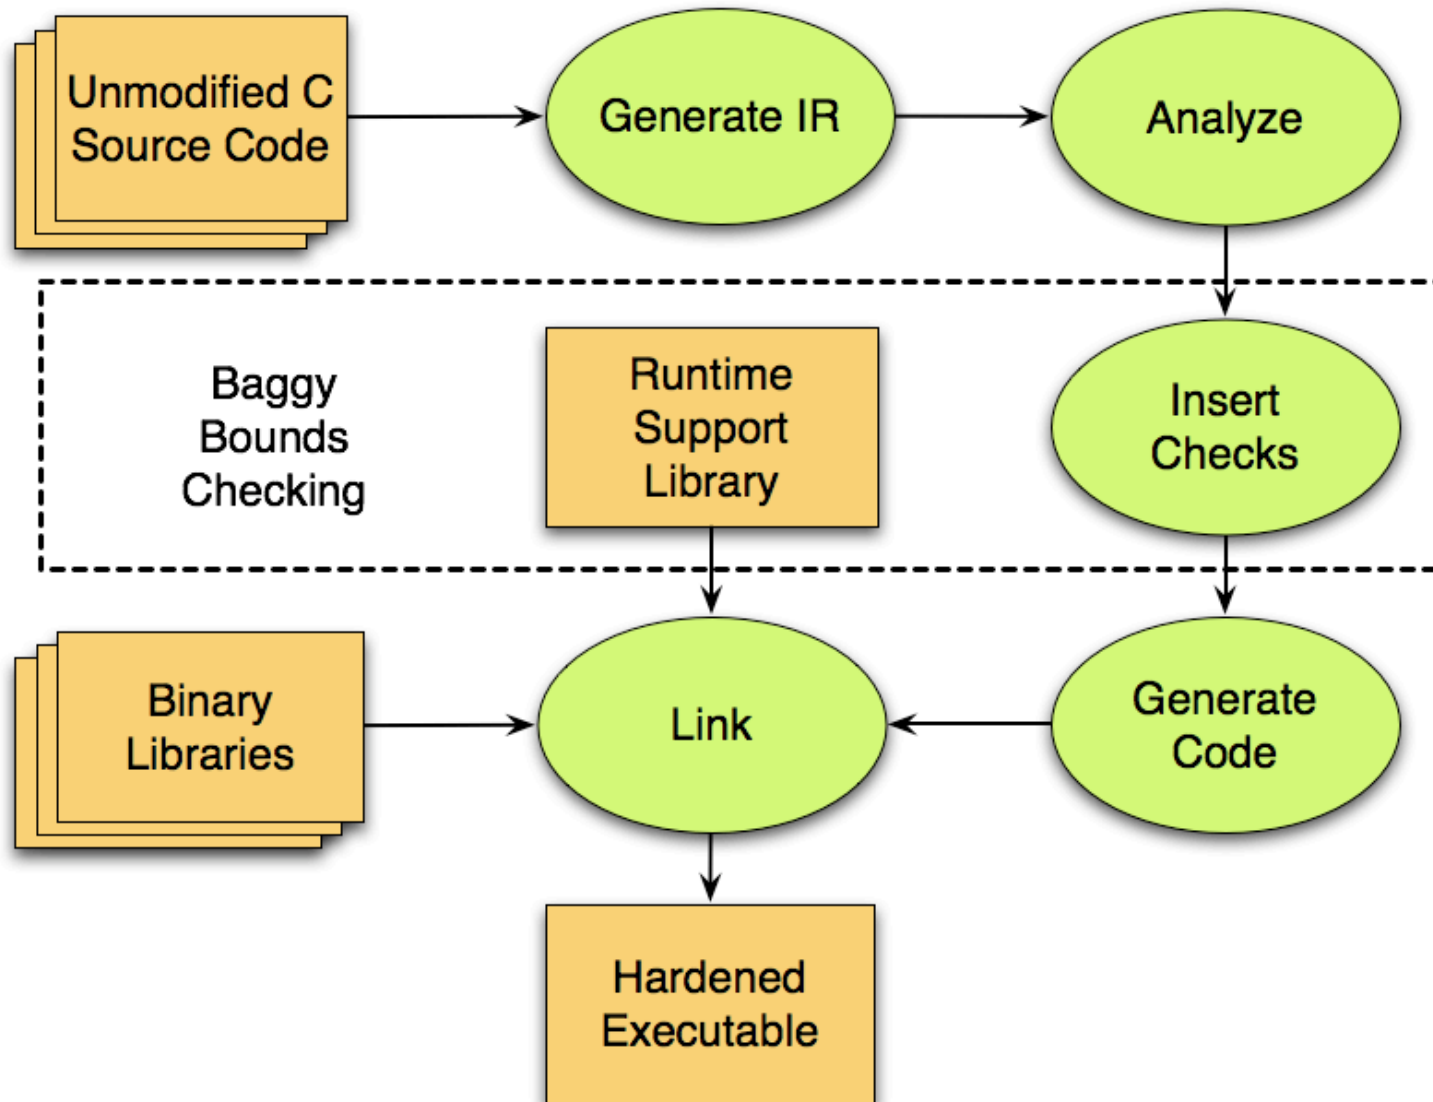 Unmodified C
Source Code
Generate IR
Analyze
Baggy
Bounds
Checking
Runtime
Support
Library
Insert
Checks
Binary
Libraries
Link
Generate
Code
Hardened
Executable